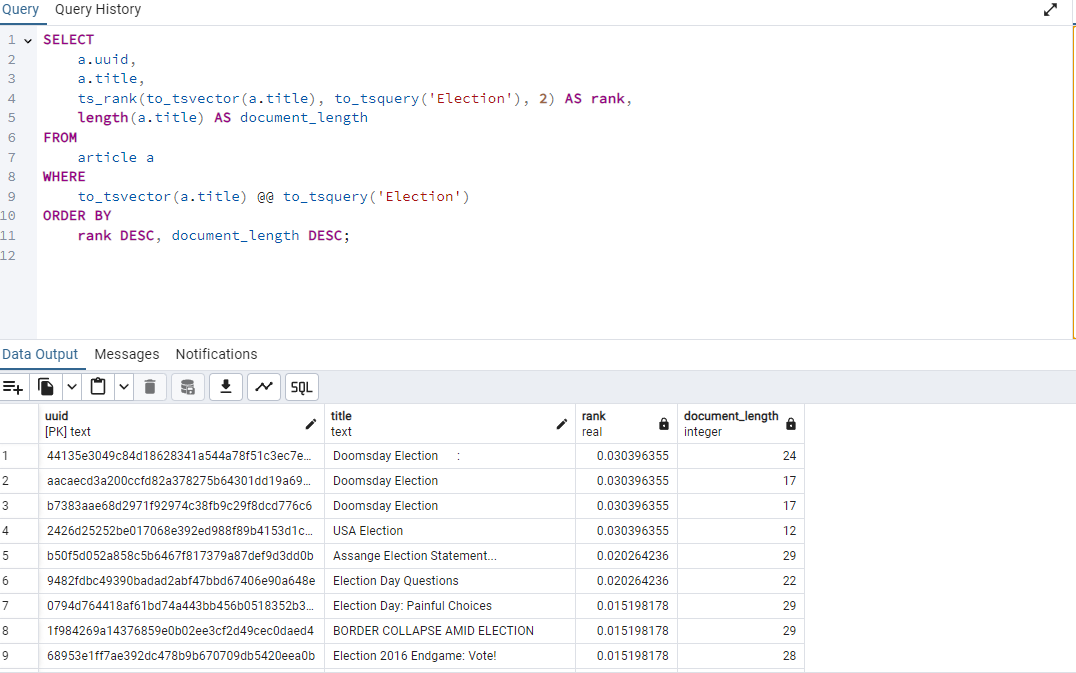 Query Query History
1 SELECT
2 a.uuid,
3 a.title,
4 ts_rank(to_tsvector(a.title), to_tsquery('Election'), 2) AS rank,
5 length(a.title) AS document_length
6 FROM
7 article a
8 WHERE
9 to_tsvector(a.title) @@ to_tsquery('Election')
10 ORDER BY
11 rank DESC, document_length DESC;
12
Data Output Messages Notifications
SQL
uuid title rank document_length
[PK] text text real integer
1 44135e3049c84d18628341a544a78f51c3ec7e... Doomsday Election : 0.030396355 24
2 aacaecd3a200ccfd82a378275b64301dd19a69... Doomsday Election 0.030396355 17
3 b7383aae68d2971f92974c38fb9c29f8dcd776c6 Doomsday Election 0.030396355 17
4 2426d25252be017068e392ed988f89b4153d1c... USA Election 0.030396355 12
5 b50f5d052a858c5b6467f817379a87def9d3dd0b Assange Election Statement... 0.020264236 29
6 9482fdbc49390badad2abf47bbd67406e90a648e Election Day Questions 0.020264236 22
7 0794d764418af61bd74a443bb456b0518352b3... Election Day: Painful Choices 0.015198178 29
8 1f984269a14376859e0b02ee3cf2d49cec0daed4 BORDER COLLAPSE AMID ELECTION 0.015198178 29
9 68953e1ff7ae392dc478b9b670709db5420eea0b Election 2016 Endgame: Vote! 0.015198178 28